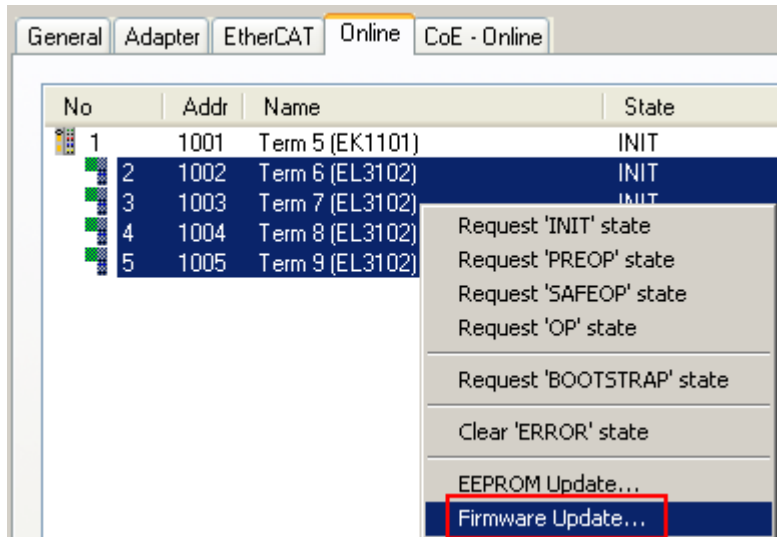 General Adapter EtherCAT Online CoE - Online
No Addr Name State
1 1001 Term 5 (EK1101) INIT
2 1002 Term 6 (EL3102) INIT
3 1003 Term 7 (EL3102) INIT
4 1004 Term 8 (EL3102)
5 1005 Term 9 (EL3102)
Request 'INIT' state
Request 'PREOP' state
Request 'SAFEOP' state
Request 'OP' state
Request 'BOOTSTRAP' state
Clear 'ERROR' state
EEPROM Update...
Firmware Update...